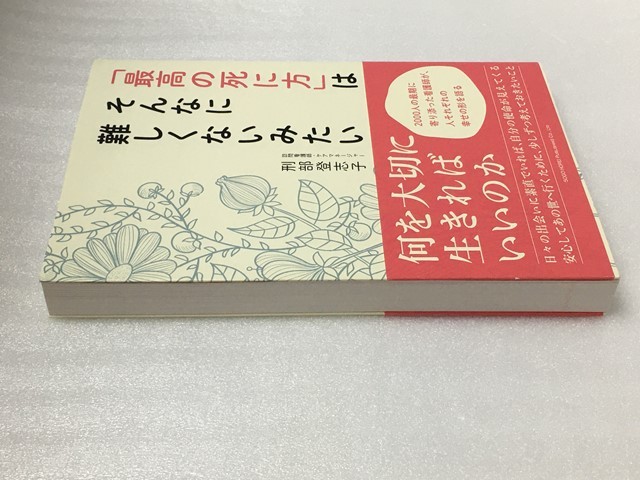 「最高の死に方」は
そんなに
難しくないみたい
訪問看護師・ケアマネージャー
刑部登志子
2000人の最期に
寄り添った看護師が、
人それぞれの
幸せの形を語る
何を大切に
生きれば
いいのか
日々の出会いに素直でいれば、自分の使命が見えてくる
安心してあの世へ行くために、少しずつ考えておきたいこと